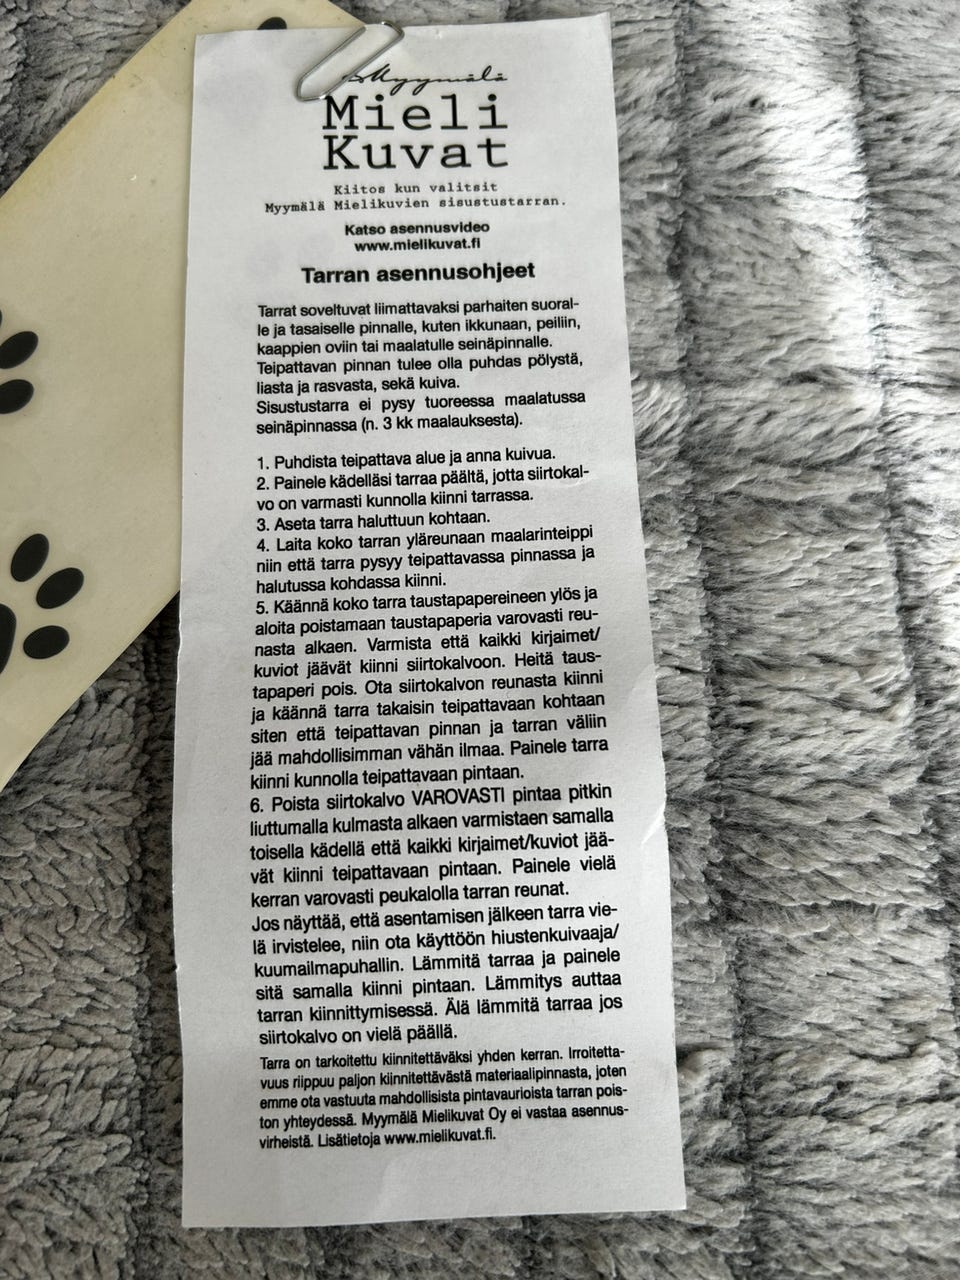 Myymälä
Mieli
Kuvat
Kiitos kun valitsit
Myymälä Mielikuvien sisustustarran.
Katso asennusvideo
www.mielikuvat.fi
Tarran asennusohjeet
Tarrat soveltuvat liimattavaksi parhaiten suoral-
le ja tasaiselle pinnalle, kuten ikkunaan, peiliin,
kaappien oviin tai maalatulle seinäpinnalle.
Teipattavan pinnan tulee olla puhdas pölystä,
liasta ja rasvasta, sekä kuiva.
Sisustustarra ei pysy tuoreessa maalatussa
seinäpinnassa (n. 3 kk maalauksesta).
1. Puhdista teipattava alue ja anna kuivua.
2. Painele kädelläsi tarraa päältä, jotta siirtokal-
vo on varmasti kunnolla kiinni tarrassa.
3. Aseta tarra haluttuun kohtaan.
4. Laita koko tarran yläreunaan maalarinteippi
niin että tarra pysyy teipattavassa pinnassa ja
halutussa kohdassa kiinni.
5. Käännä koko tarra taustapapereineen ylös ja
aloita poistamaan taustapaperia varovasti reu-
nasta alkaen. Varmista että kaikki kirjaimet/
kuviot jäävät kiinni siirtokalvoon. Heitä taus-
tapaperi pois. Ota siirtokalvon reunasta kiinni
ja käännä tarra takaisin teipattavaan kohtaan
siten että teipattavan pinnan ja tarran väliin
jää mahdollisimman vähän ilmaa. Painele tarra
kiinni kunnolla teipattavaan pintaan.
6. Poista siirtokalvo VAROVASTI pintaa pitkin
liuttumalla kulmasta alkaen varmistaen samalla
toisella kädellä että kaikki kirjaimet/kuviot jää-
vät kiinni teipattavaan pintaan. Painele vielä
kerran varovasti peukalolla tarran reunat.
Jos näyttää, että asentamisen jälkeen tarra vie-
lä irvistelee, niin ota käyttöön hiustenkuivaaja/
kuumailmapuhallin. Lämmitä tarraa ja painele
sitä samalla kiinni pintaan. Lämmitys auttaa
tarran kiinnittymisessä. Älä lämmitä tarraa jos
siirtokalvo on vielä päällä.
Tarra on tarkoitettu kiinnitettäväksi yhden kerran. Irroitetta-
vuus riippuu paljon kiinnitettävästä materiaalipinnasta, joten
emme ota vastuuta mahdollisista pintavaurioista tarran pois-
ton yhteydessä. Myymälä Mielikuvat Oy ei vastaa asennus-
virheistä. Lisätietoja www.mielikuvat.fi.